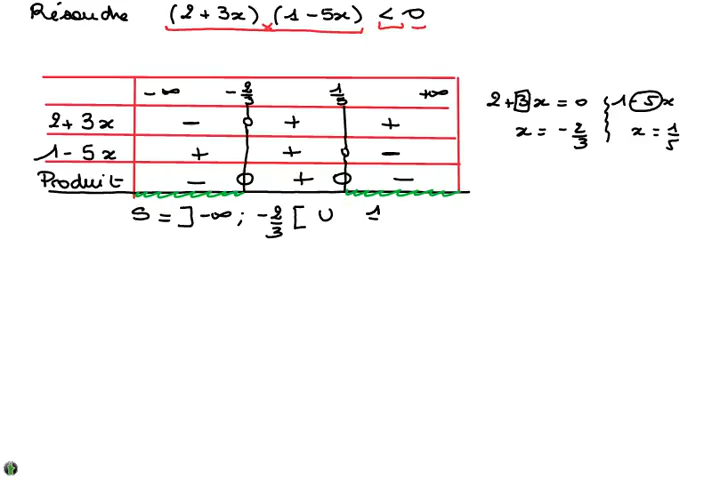 Résoudre (2+3x)×(1-5x) < 0
-∞ -2/3 1/5 +∞
2+3x - 0 + +
1-5x + + 0 -
Produit - 0 + 0 -
S = ]-∞; -2/3[ ∪ 1
2+3x = 0
x = -2/3
1-5x
x = 1/5